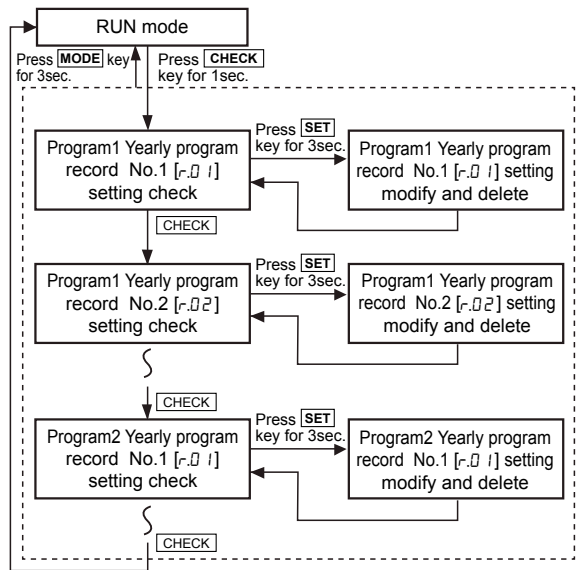 RUN mode
Press MODE key
for 3sec.
Press CHECK
key for 1sec.
Program1 Yearly program
record No.1 [r.01]
setting check
Press SET
key for 3sec.
Program1 Yearly program
record No.1 [r.01] setting
modify and delete
CHECK
Program1 Yearly program
record No.2 [r.02]
setting check
Press SET
key for 3sec.
Program1 Yearly program
record No.2 [r.02] setting
modify and delete
CHECK
Program2 Yearly program
record No.1 [r.01]
setting check
Press SET
key for 3sec.
Program2 Yearly program
record No.1 [r.01] setting
modify and delete
CHECK